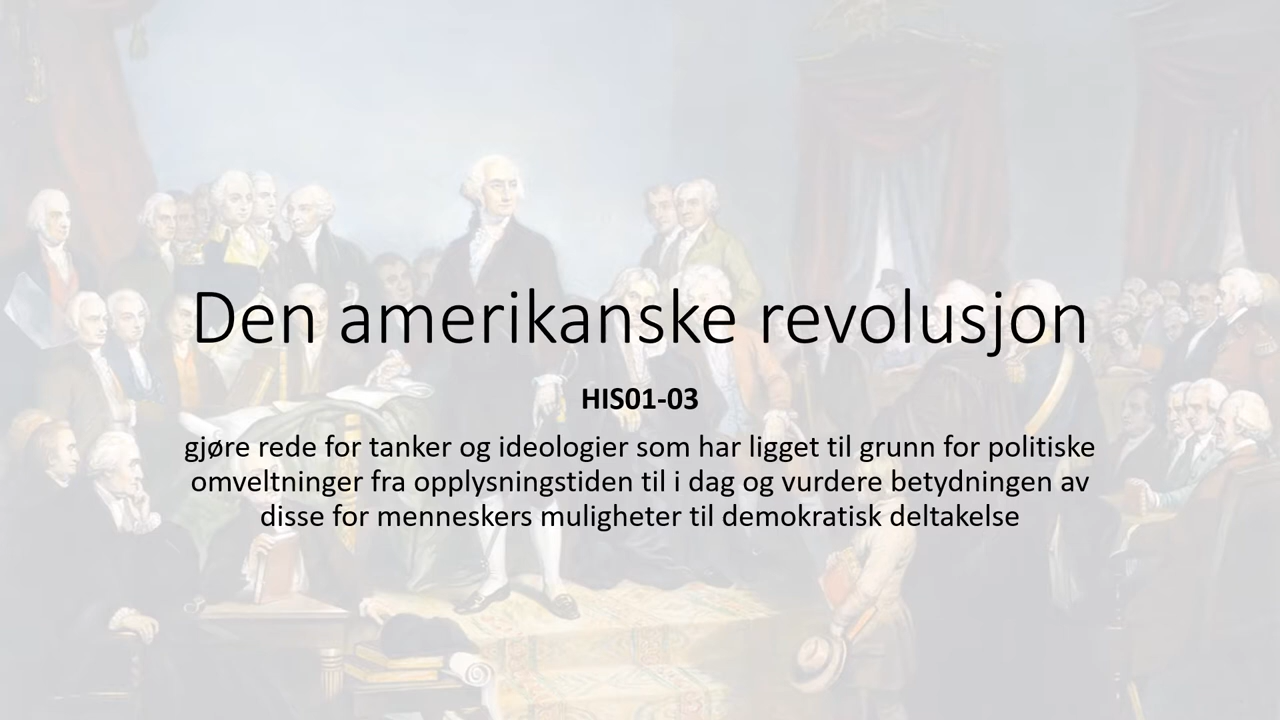 Den amerikanske revolusjon
HIS01-03
gjøre rede for tanker og ideologier som har ligget til grunn for politiske
omveltninger fra opplysningstiden til i dag og vurdere betydningen av
disse for menneskers muligheter til demokratisk deltakelse